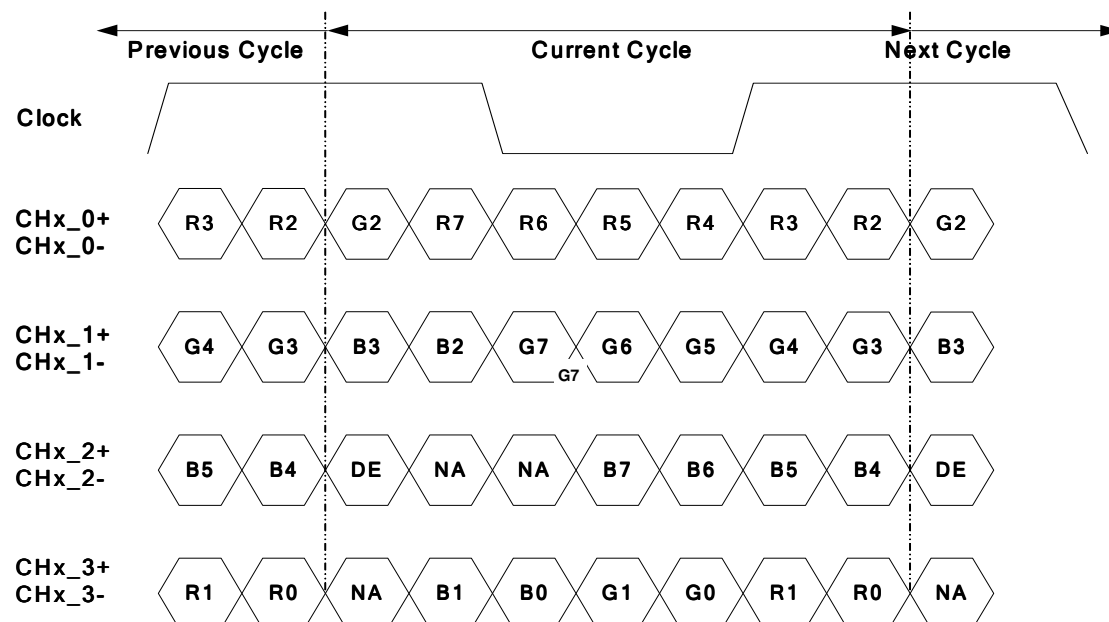 Previous Cycle Current Cycle Next Cycle
Clock
CHx_0+
CHx_0-
R3 R2 G2 R7 R6 R5 R4 R3 R2 G2
CHx_1+
CHx_1-
G4 G3 B3 B2 G7 G6 G5 G4 G3 B3
G7
CHx_2+
CHx_2-
B5 B4 DE NA NA B7 B6 B5 B4 DE
CHx_3+
CHx_3-
R1 R0 NA B1 B0 G1 G0 R1 R0 NA